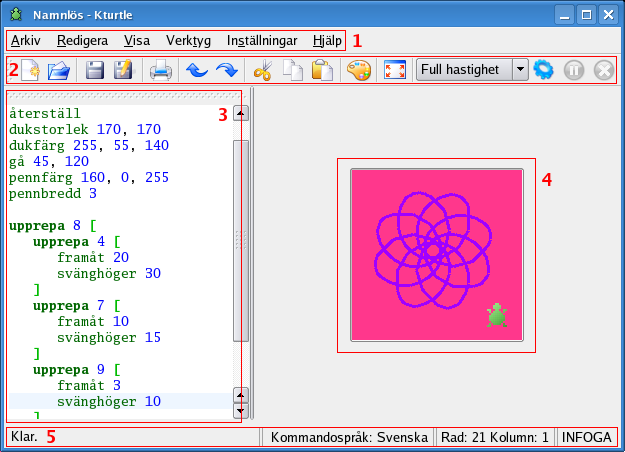 Namnlös - Kturtle
Arkiv Redigera Visa Verktyg Inställningar Hjälp 1
2 Full hastighet
3
återställ
dukstorlek 170, 170
dukfärg 255, 55, 140
gå 45, 120
pennfärg 160, 0, 255
pennbredd 3
upprepa 8 [
upprepa 4 [
framåt 20
svänghöger 30
]
upprepa 7 [
framåt 10
svänghöger 15
]
upprepa 9 [
framåt 3
svänghöger 10
]
4
Klar. 5 Kommandospråk: Svenska Rad: 21 Kolumn: 1 INFOGA